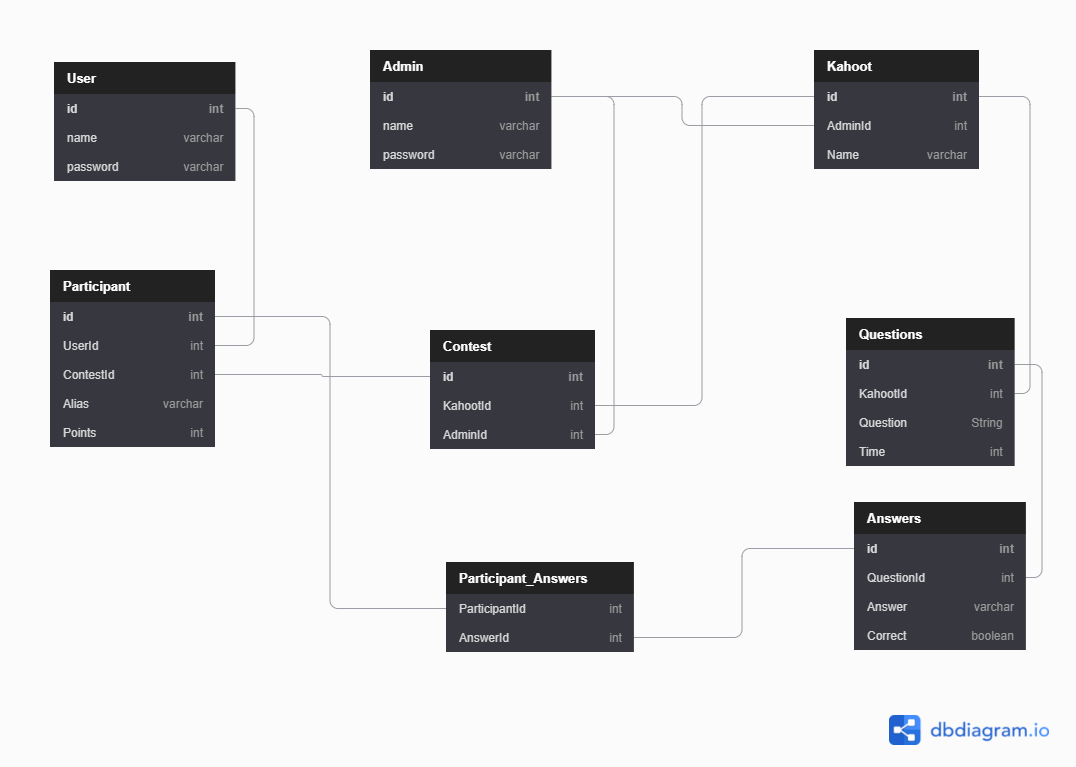 User
id int
name varchar
password varchar
Admin
id int
name varchar
password varchar
Kahoot
id int
AdminId int
Name varchar
Participant
id int
UserId int
ContestId int
Alias varchar
Points int
Contest
id int
KahootId int
AdminId int
Questions
id int
KahootId int
Question String
Time int
Answers
id int
QuestionId int
Answer varchar
Correct boolean
Participant_Answers
ParticipantId int
AnswerId int
dbdiagram.io